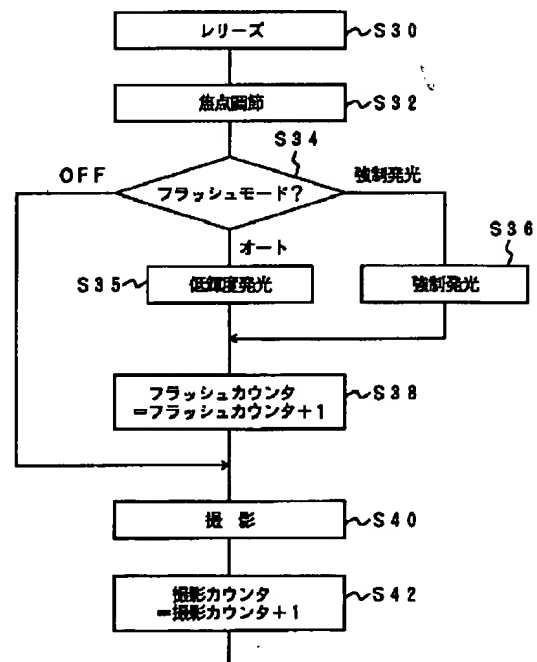 レリーズ
S30
焦点調節
S32
S34
OFF
フラッシュモード?
強制発光
オート
S36
S35
低輝度発光
強制発光
フラッシュカウンタ
=フラッシュカウンタ+1
S38
撮 影
S40
撮影カウンタ
=撮影カウンタ+1
S42